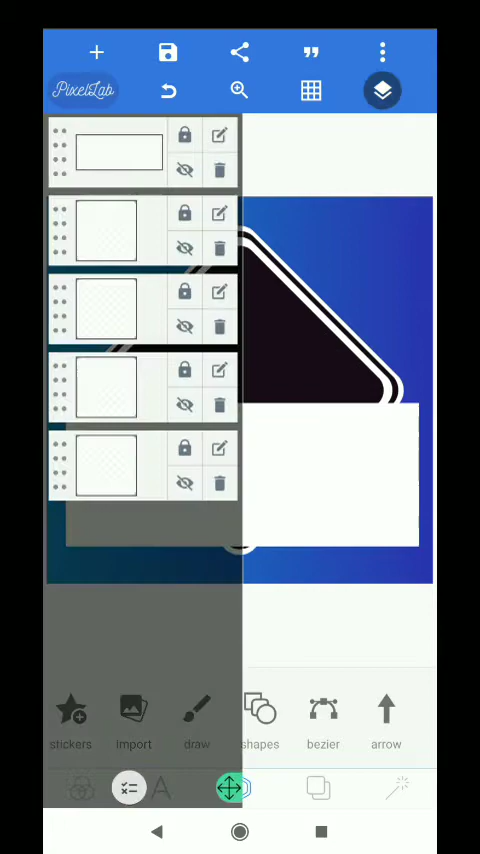 PixelLab
stickers
import
draw
shapes
bezier
arrow